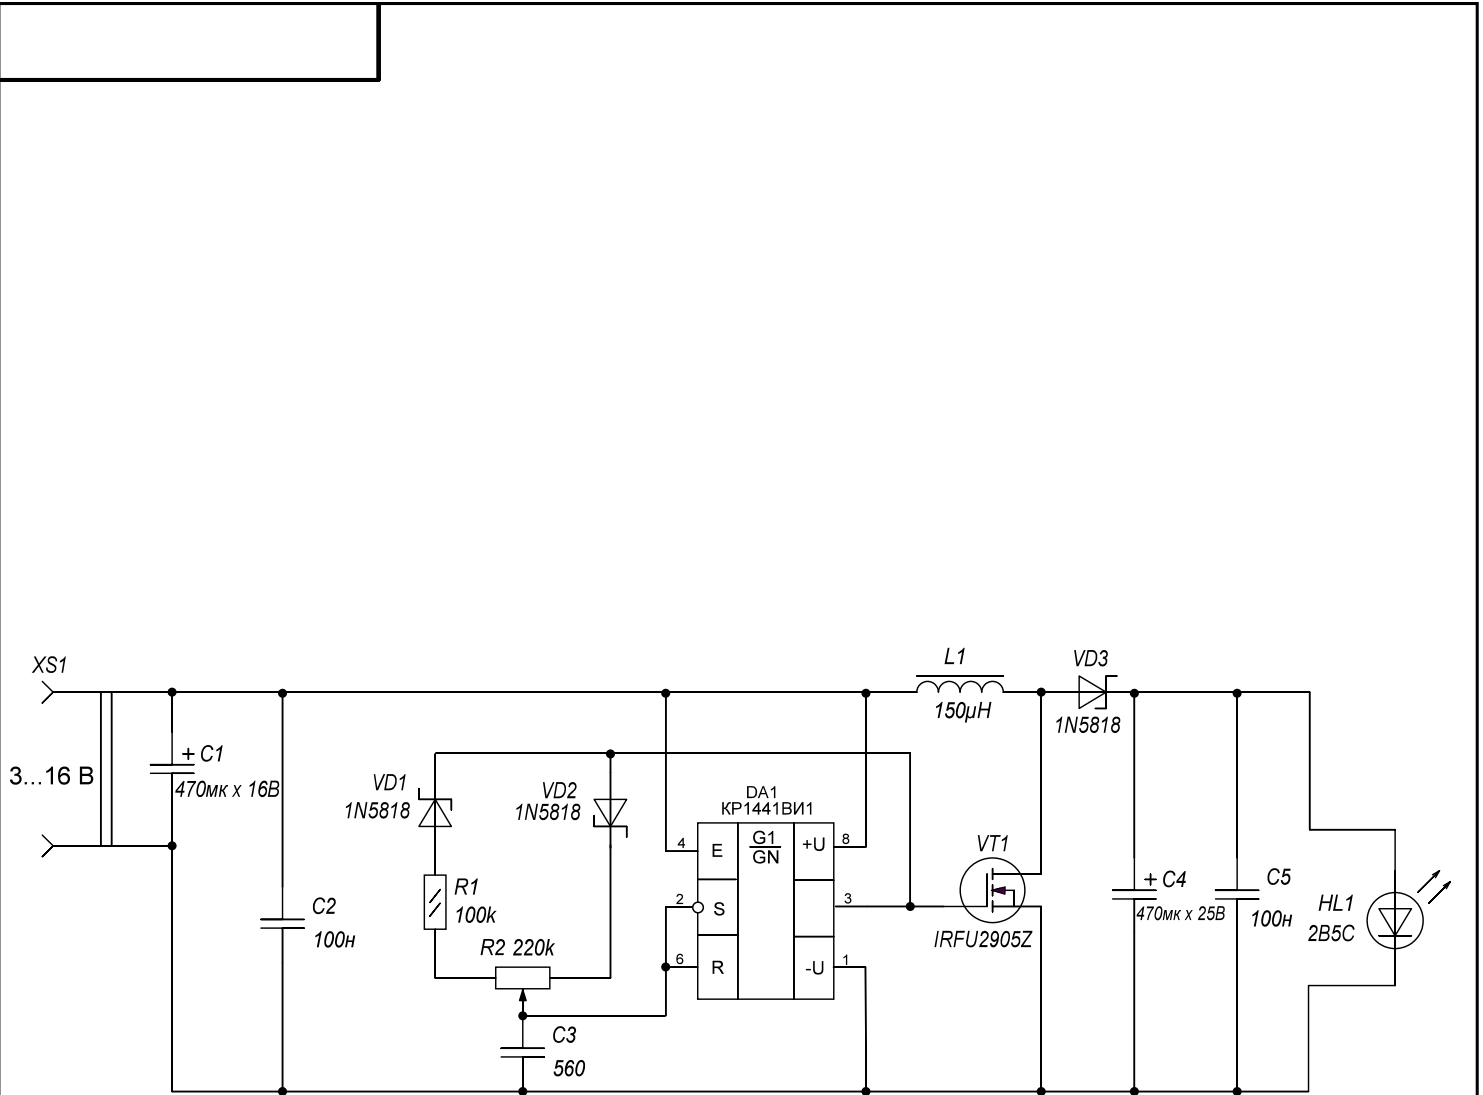 XS1
3...16 В
+ C1
470мк x 16В
C2
100н
VD1
1N5818
R1
100k
R2 220k
VD2
1N5818
C3
560
DA1
КР1441ВИ1
4
E
G1
GN
+U
8
2
S
3
6
R
-U
1
L1
150µH
VD3
1N5818
VT1
IRFU2905Z
+ C4
470мк x 25В
C5
100н
HL1
2B5C